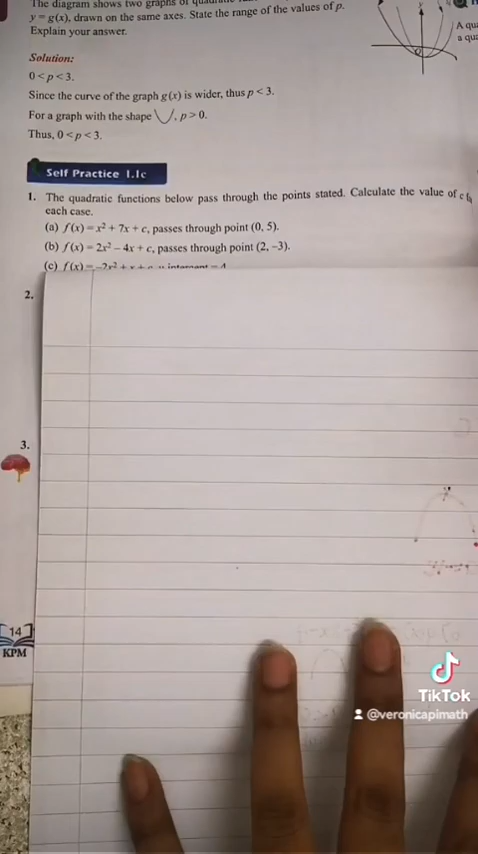 The diagram shows two graphs of
y = g(x), drawn on the same axes. State the range of the values of p.
Explain your answer.
A qu
a qu
Solution:
0 < p < 3.
Since the curve of the graph g(x) is wider, thus p < 3.
For a graph with the shape , p > 0.
Thus, 0 < p < 3.
Self Practice 1.1c
1. The quadratic functions below pass through the points stated. Calculate the value of c
each case.
(a) f(x) = x² + 7x + c, passes through point (0, 5).
(b) f(x) = 2x² – 4x + c, passes through point (2, –3).
(c) f(x) = –2x² + x + c
2.
3.
14
KPM
TikTok
@veronicapimath